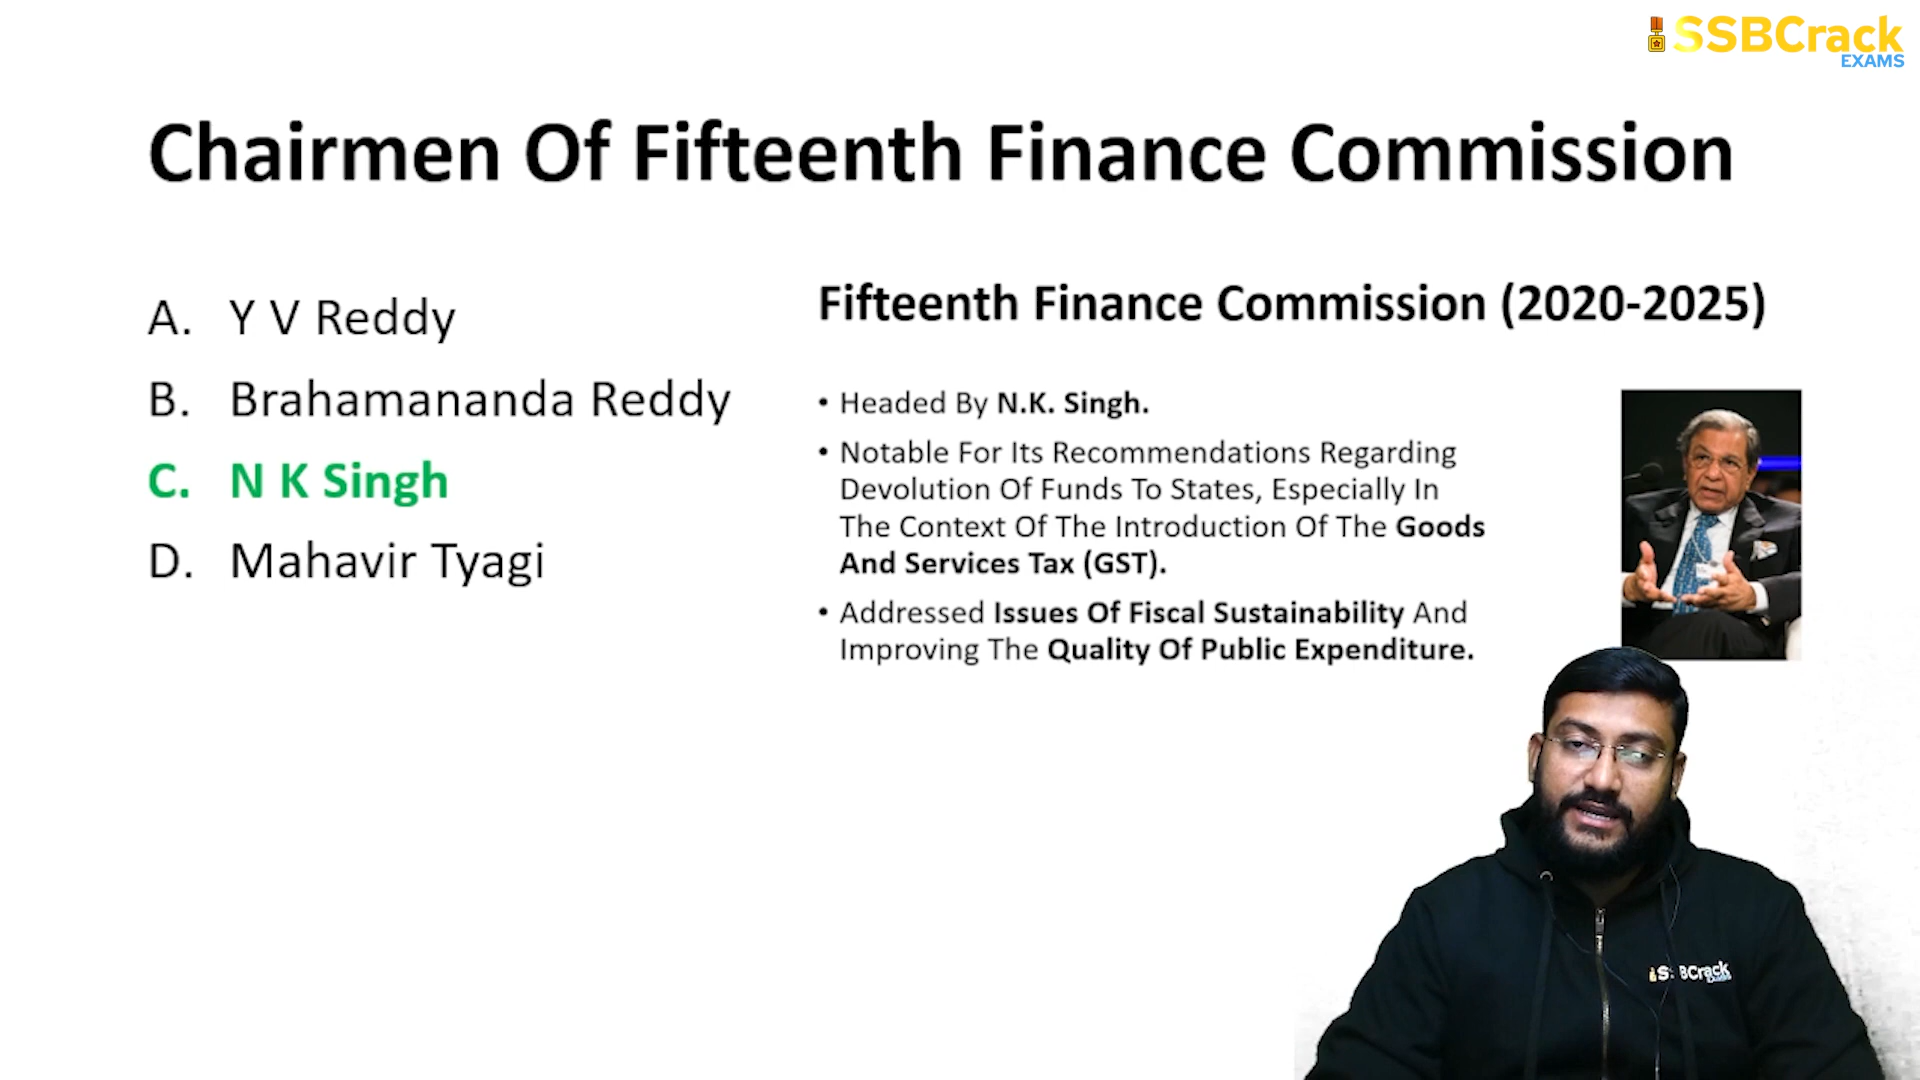 SSBCrack
EXAMS
Chairmen Of Fifteenth Finance Commission
A. Y V Reddy
B. Brahamananda Reddy
C. N K Singh
D. Mahavir Tyagi
Fifteenth Finance Commission (2020-2025)
• Headed By N.K. Singh.
• Notable For Its Recommendations Regarding
Devolution Of Funds To States, Especially In
The Context Of The Introduction Of The Goods
And Services Tax (GST).
• Addressed Issues Of Fiscal Sustainability And
Improving The Quality Of Public Expenditure.
SSBCrack
EXAMS